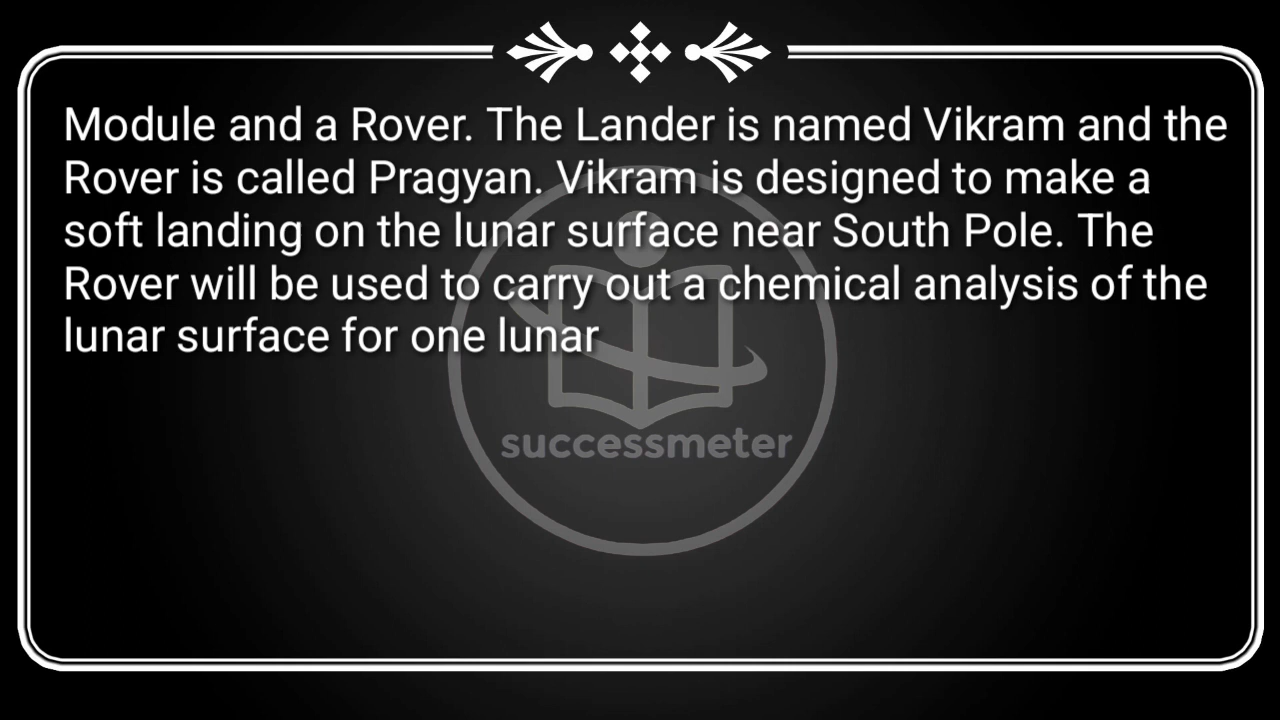 Module and a Rover. The Lander is named Vikram and the
Rover is called Pragyan. Vikram is designed to make a
soft landing on the lunar surface near South Pole. The
Rover will be used to carry out a chemical analysis of the
lunar surface for one lunar
successmeter